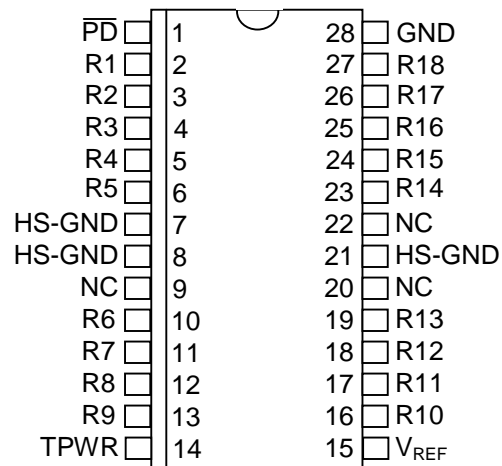 PD 1 28 GND
R1 2 27 R18
R2 3 26 R17
R3 4 25 R16
R4 5 24 R15
R5 6 23 R14
HS-GND 7 22 NC
HS-GND 8 21 HS-GND
NC 9 20 NC
R6 10 19 R13
R7 11 18 R12
R8 12 17 R11
R9 13 16 R10
TPWR 14 15 VREF